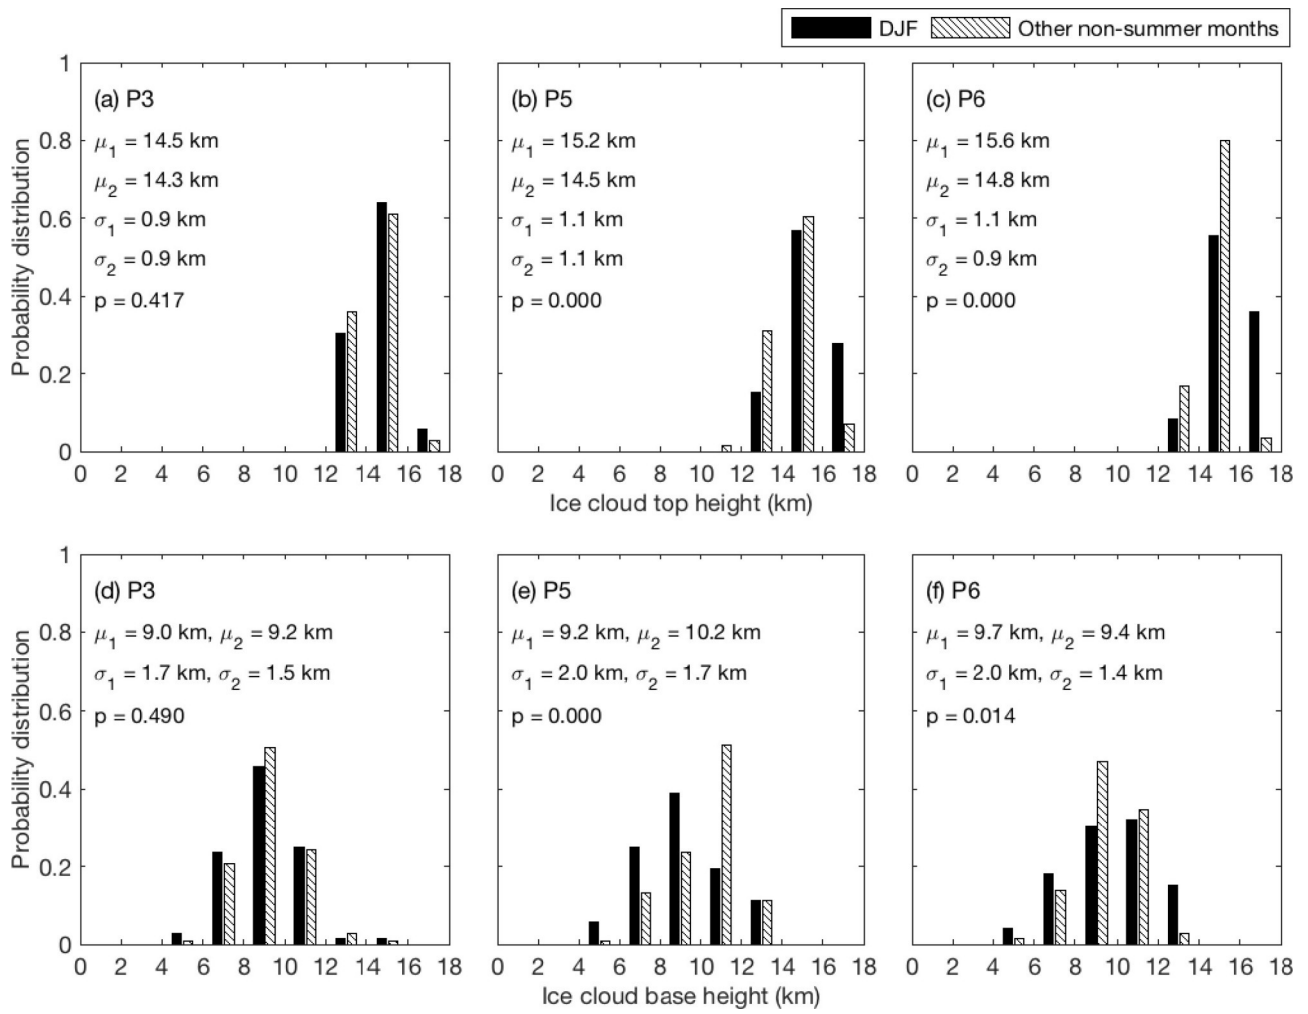 DJF Other non-summer months
Probability distribution
1
0.8
0.6
0.4
0.2
0
(a) P3
μ1 = 14.5 km
μ2 = 14.3 km
σ1 = 0.9 km
σ2 = 0.9 km
p = 0.417
0 2 4 6 8 10 12 14 16 18
(b) P5
μ1 = 15.2 km
μ2 = 14.5 km
σ1 = 1.1 km
σ2 = 1.1 km
p = 0.000
0 2 4 6 8 10 12 14 16 18
(c) P6
μ1 = 15.6 km
μ2 = 14.8 km
σ1 = 1.1 km
σ2 = 0.9 km
p = 0.000
0 2 4 6 8 10 12 14 16 18
Ice cloud top height (km)
Probability distribution
1
0.8
0.6
0.4
0.2
0
(d) P3
μ1 = 9.0 km, μ2 = 9.2 km
σ1 = 1.7 km, σ2 = 1.5 km
p = 0.490
0 2 4 6 8 10 12 14 16 18
(e) P5
μ1 = 9.2 km, μ2 = 10.2 km
σ1 = 2.0 km, σ2 = 1.7 km
p = 0.000
0 2 4 6 8 10 12 14 16 18
(f) P6
μ1 = 9.7 km, μ2 = 9.4 km
σ1 = 2.0 km, σ2 = 1.4 km
p = 0.014
0 2 4 6 8 10 12 14 16 18
Ice cloud base height (km)